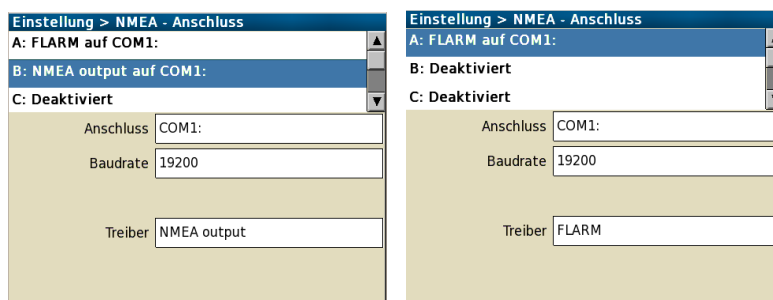 Einstellung > NMEA - Anschluss
A: FLARM auf COM1:
B: NMEA output auf COM1:
C: Deaktiviert
Anschluss COM1:
Baudrate 19200
Treiber NMEA output
Einstellung > NMEA - Anschluss
A: FLARM auf COM1:
B: Deaktiviert
C: Deaktiviert
Anschluss COM1:
Baudrate 19200
Treiber FLARM